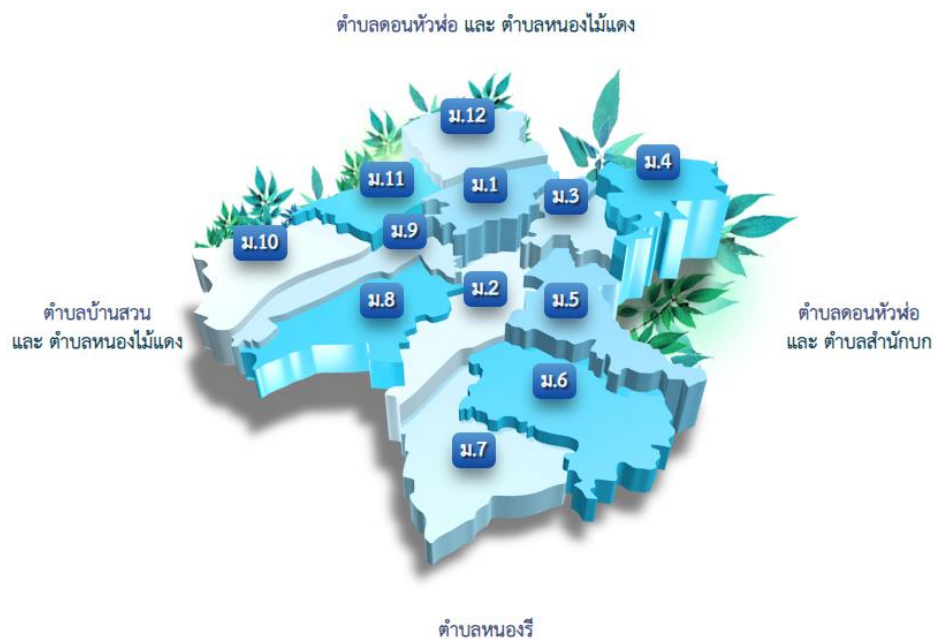 ตำบลดอนหัวฬ่อ และ ตำบลหนองไม้แดง
ม.12
ม.4
ม.11
ม.1
ม.3
ม.9
ม.10
ม.8
ม.2
ม.5
ตำบลบ้านสวน
และ ตำบลหนองไม้แดง
ตำบลดอนหัวฬ่อ
และ ตำบลสำนักบก
ม.6
ม.7
ตำบลหนองรี